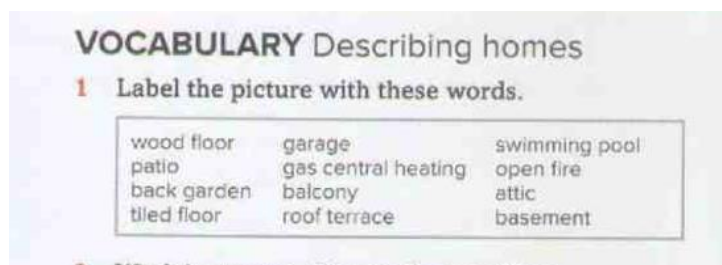 VOCABULARY Describing homes
1 Label the picture with these words.
wood floor garage swimming pool
patio gas central heating open fire
back garden balcony attic
tiled floor roof terrace basement